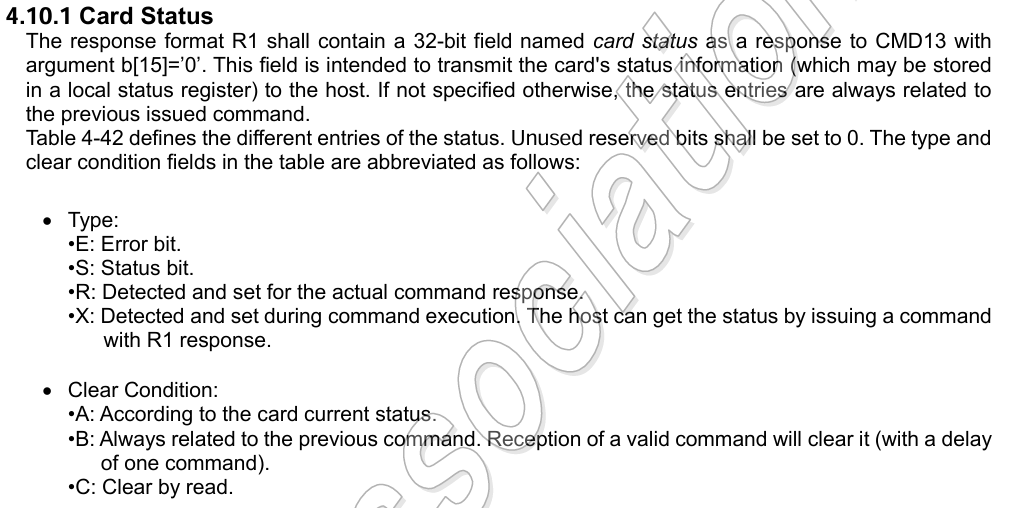 4.10.1 Card Status
The response format R1 shall contain a 32-bit field named card status as a response to CMD13 with
argument b[15]='0'. This field is intended to transmit the card's status information (which may be stored
in a local status register) to the host. If not specified otherwise, the status entries are always related to
the previous issued command.
Table 4-42 defines the different entries of the status. Unused reserved bits shall be set to 0. The type and
clear condition fields in the table are abbreviated as follows:
• Type:
•E: Error bit.
•S: Status bit.
•R: Detected and set for the actual command response.
•X: Detected and set during command execution. The host can get the status by issuing a command
with R1 response.
• Clear Condition:
•A: According to the card current status.
•B: Always related to the previous command. Reception of a valid command will clear it (with a delay
of one command).
•C: Clear by read.